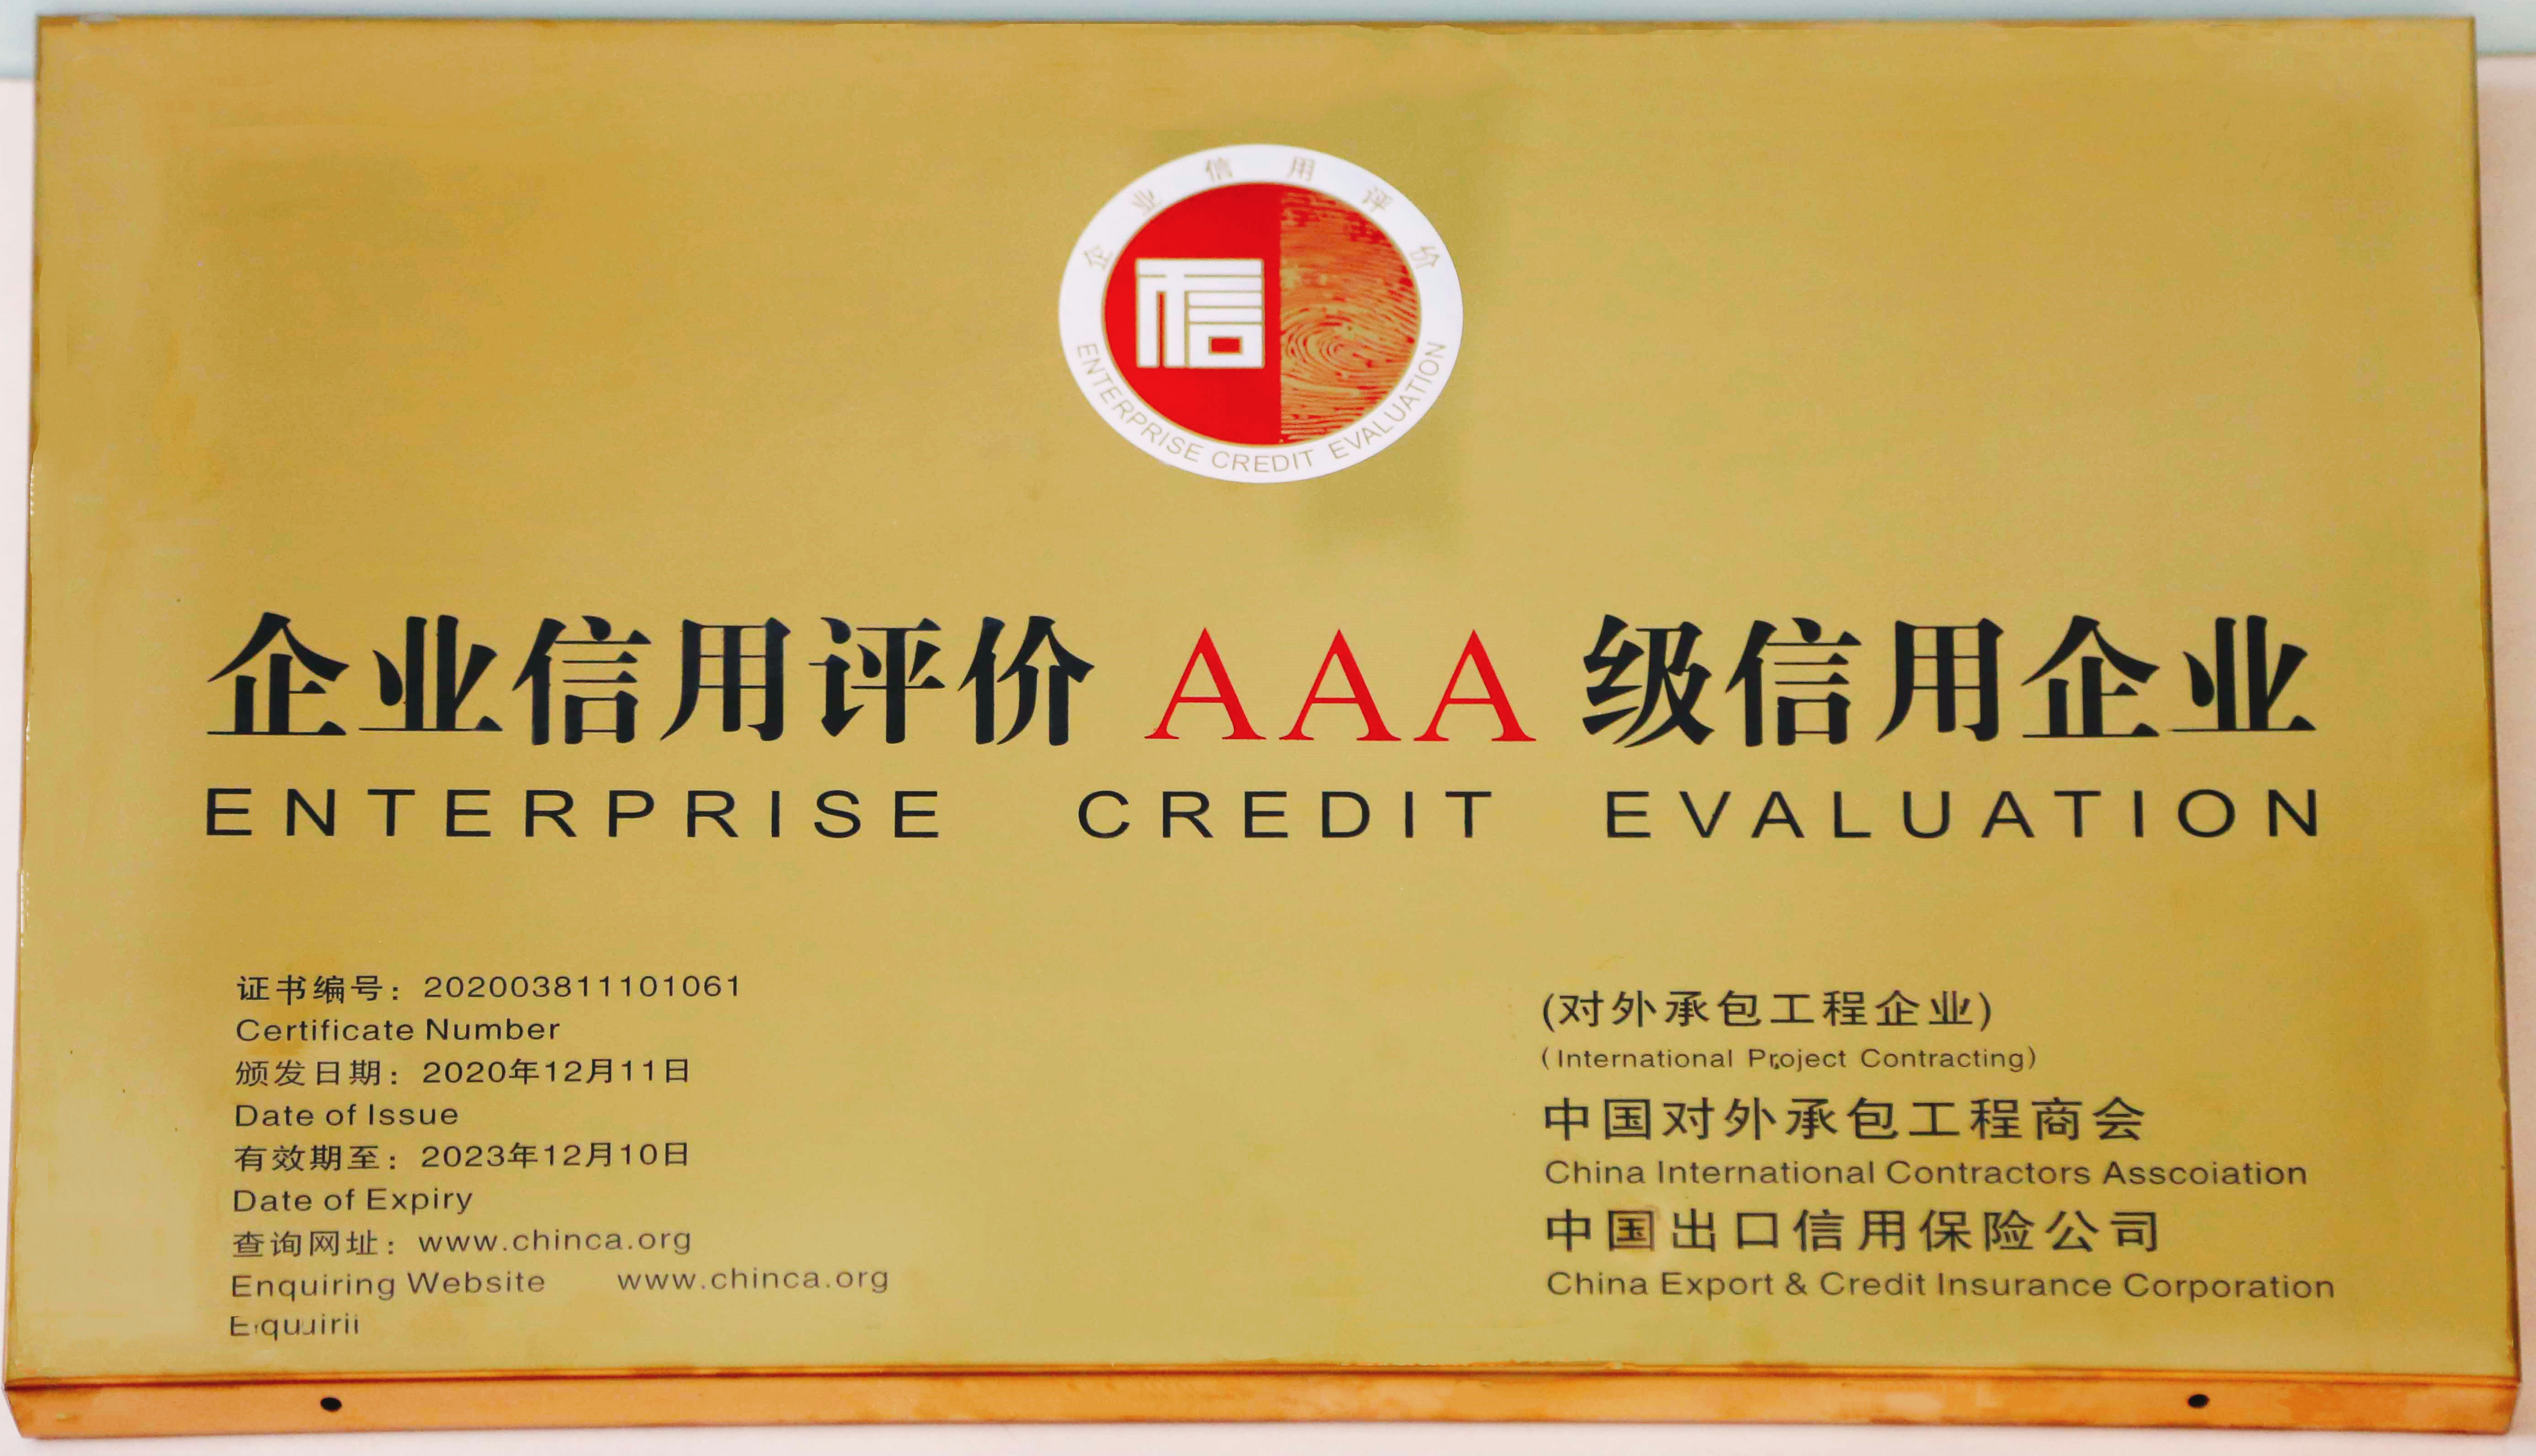 企业信用评价
信
ENTERPRISE CREDIT EVALUATION
企业信用评价 AAA 级信用企业
ENTERPRISE CREDIT EVALUATION
证书编号：202003811101061
Certificate Number
颁发日期：2020年12月11日
Date of Issue
有效期至：2023年12月10日
Date of Expiry
查询网址：www.chinca.org
Enquiring Website www.chinca.org
(对外承包工程企业)
(International Project Contracting)
中国对外承包工程商会
China International Contractors Asscoiation
中国出口信用保险公司
China Export & Credit Insurance Corporation